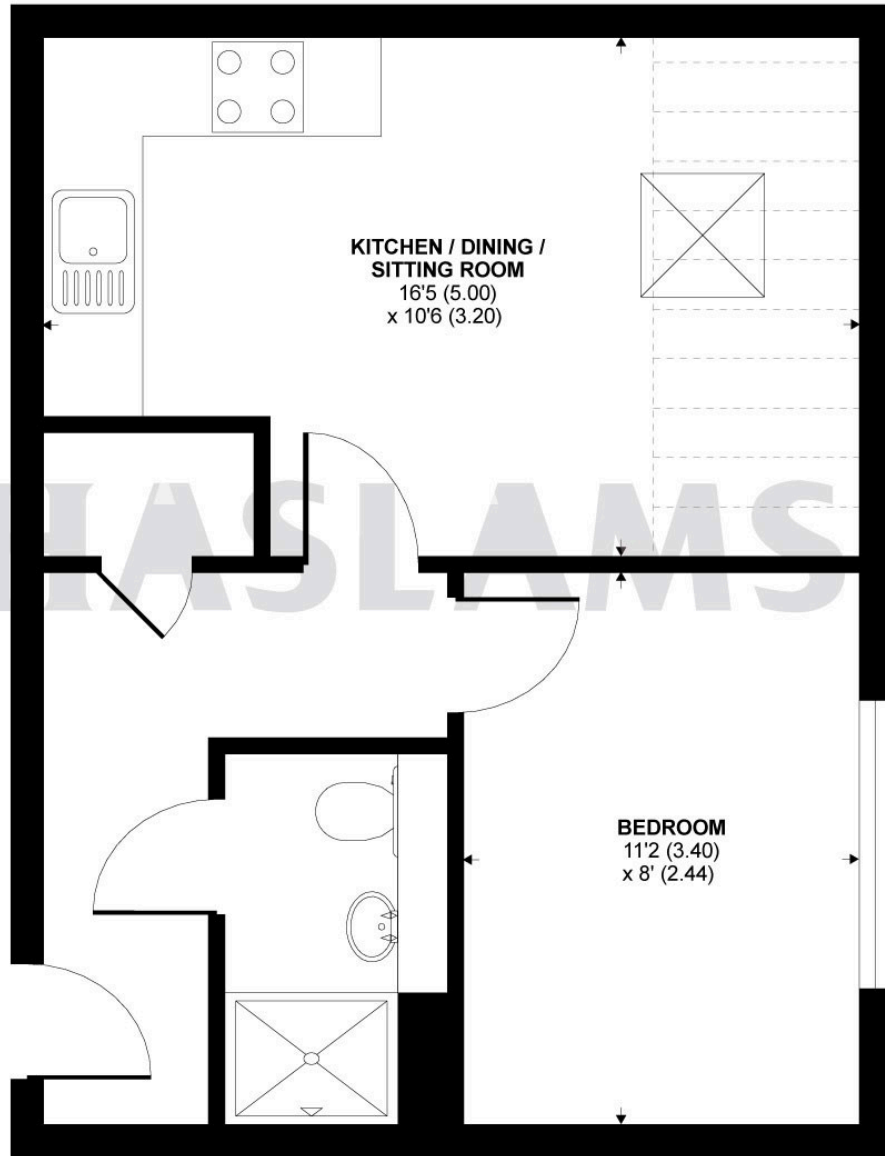 KITCHEN / DINING /
SITTING ROOM
16'5 (5.00)
x 10'6 (3.20)
HASLAMS
BEDROOM
11'2 (3.40)
x 8' (2.44)